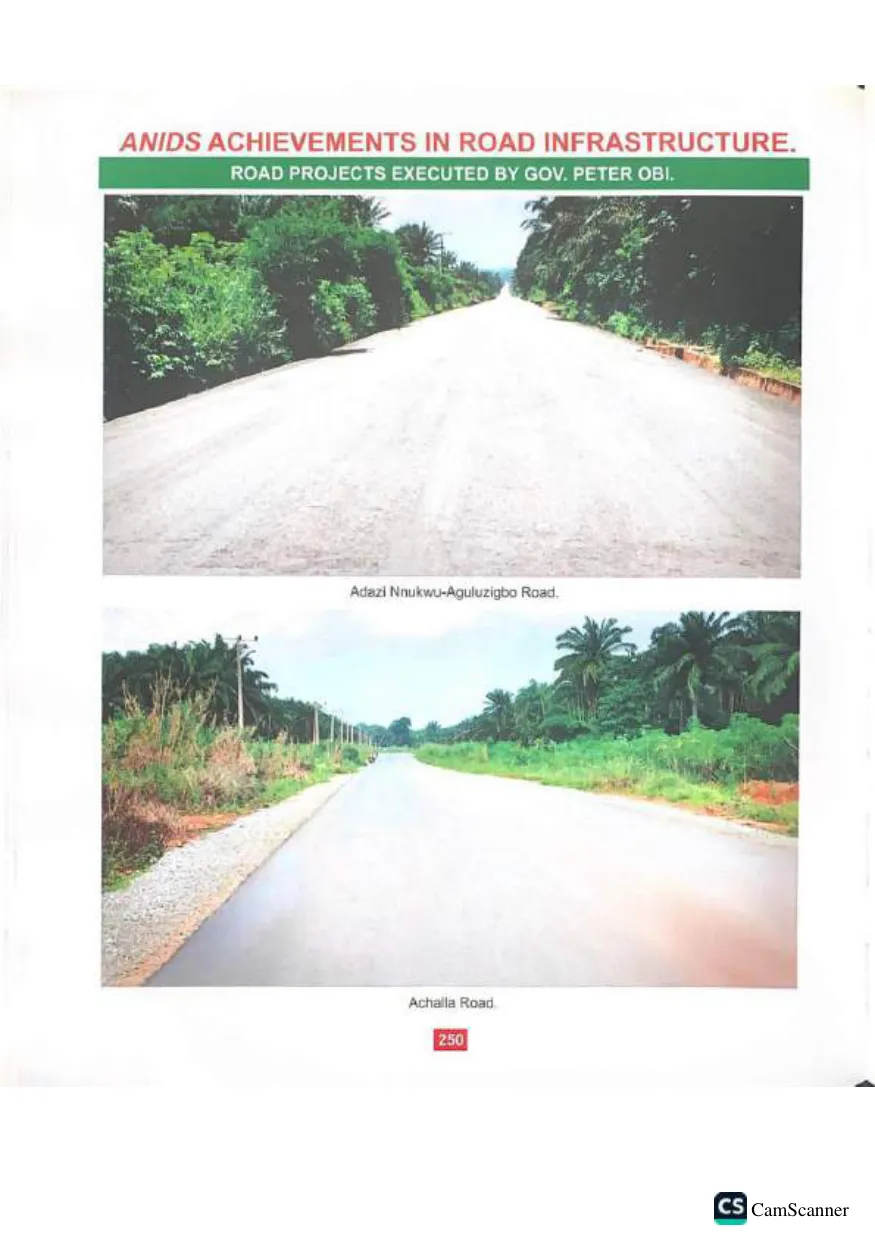 ANIDS ACHIEVEMENTS IN ROAD INFRASTRUCTURE.
ROAD PROJECTS EXECUTED BY GOV. PETER OBI.
Adazi Nnukwu-Aguluzigbo Road.
Achalla Road.
250
CS CamScanner